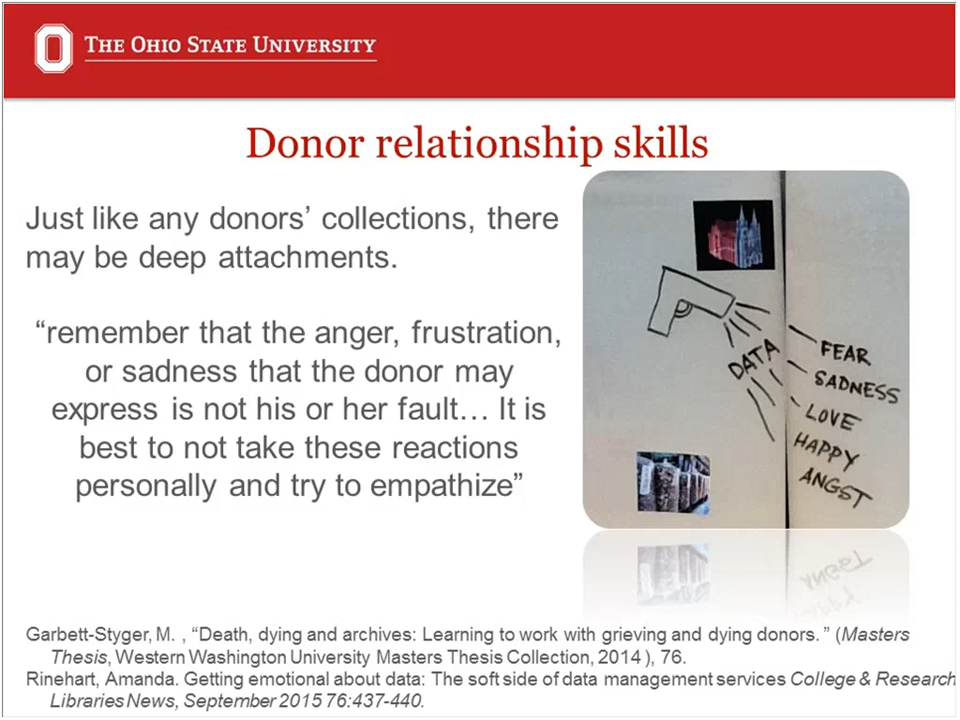 THE OHIO STATE UNIVERSITY
Donor relationship skills
Just like any donors’ collections, there
may be deep attachments.
“remember that the anger, frustration,
or sadness that the donor may
express is not his or her fault… It is
best to not take these reactions
personally and try to empathize”
DATA
FEAR
SADNESS
LOVE
HAPPY
ANGST
Garbett-Styger, M. , “Death, dying and archives: Learning to work with grieving and dying donors. ” (Masters
Thesis, Western Washington University Masters Thesis Collection, 2014 ), 76.
Rinehart, Amanda. Getting emotional about data: The soft side of data management services College & Research
Libraries News, September 2015 76:437-440.